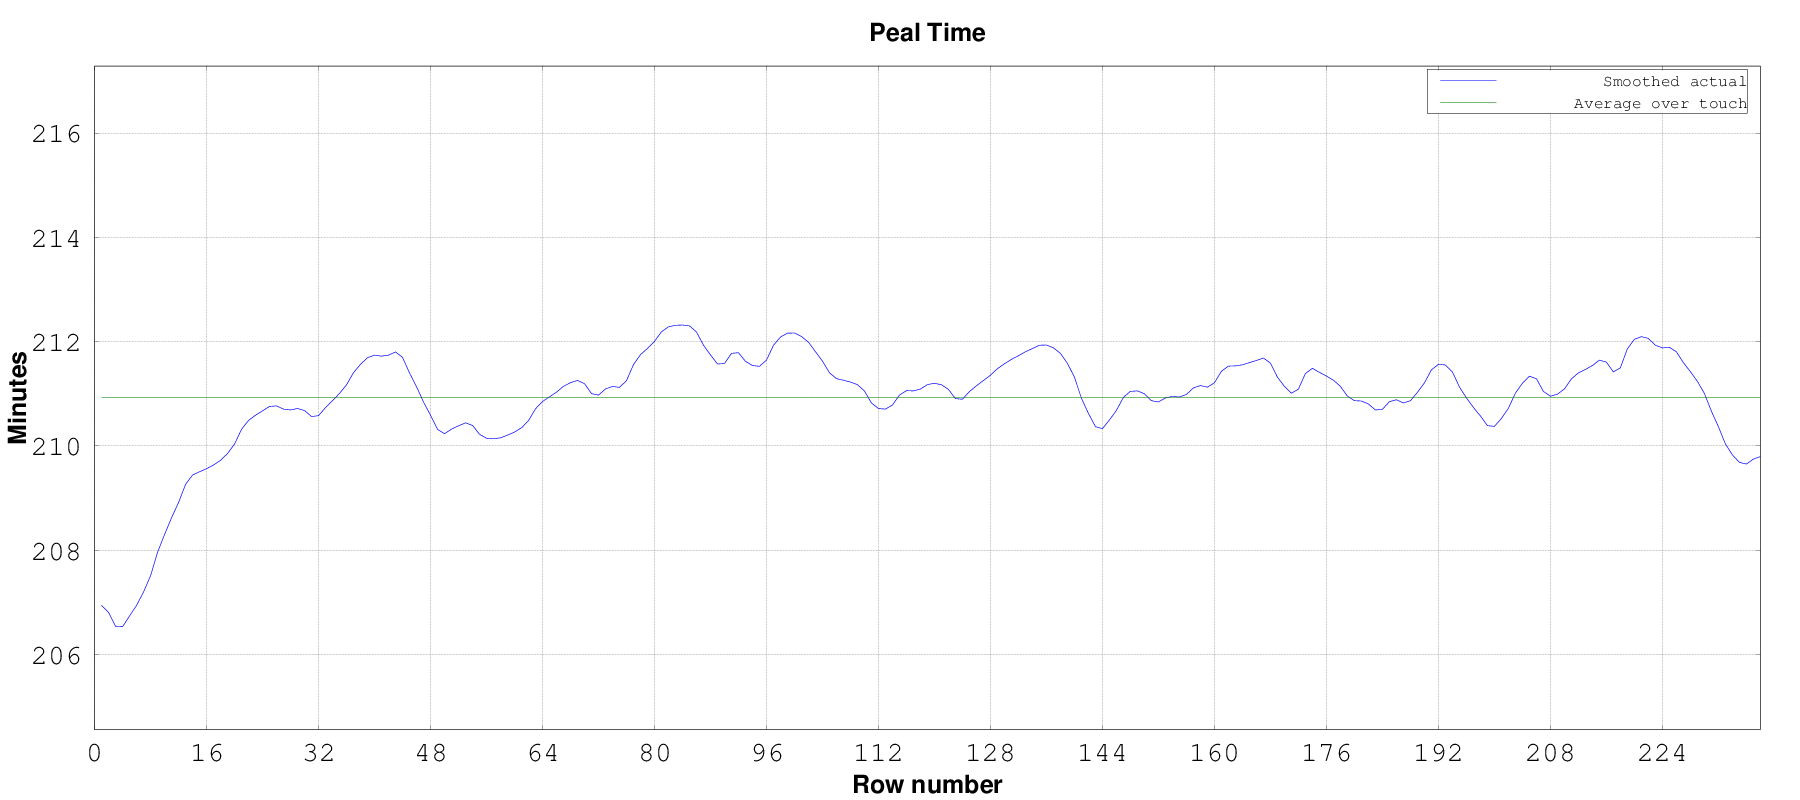 Peal Time
Smoothed actual
Average over touch
216
214
212
210
208
206
Minutes
0 16 32 48 64 80 96 112 128 144 160 176 192 208 224
Row number